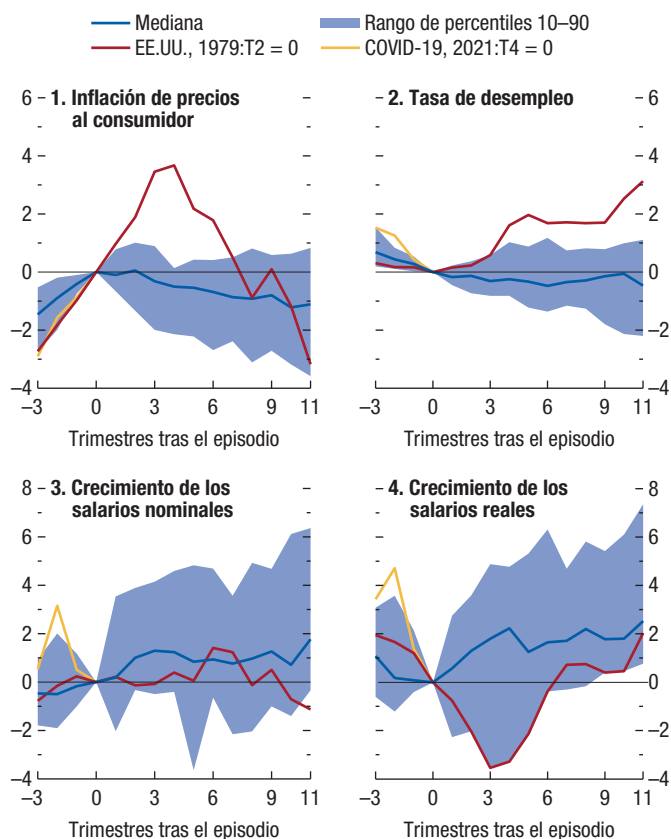 Mediana
Rango de percentiles 10–90
EE.UU., 1979:T2 = 0
COVID-19, 2021:T4 = 0
1. Inflación de precios
al consumidor
6
4
2
0
–2
–4
–3 0 3 6 9 11
Trimestres tras el episodio
2. Tasa de desempleo
6
4
2
0
–2
–4
–3 0 3 6 9 11
Trimestres tras el episodio
3. Crecimiento de los
salarios nominales
8
6
4
2
0
–2
–4
–3 0 3 6 9 11
Trimestres tras el episodio
4. Crecimiento de los
salarios reales
8
6
4
2
0
–2
–4
–3 0 3 6 9 11
Trimestres tras el episodio